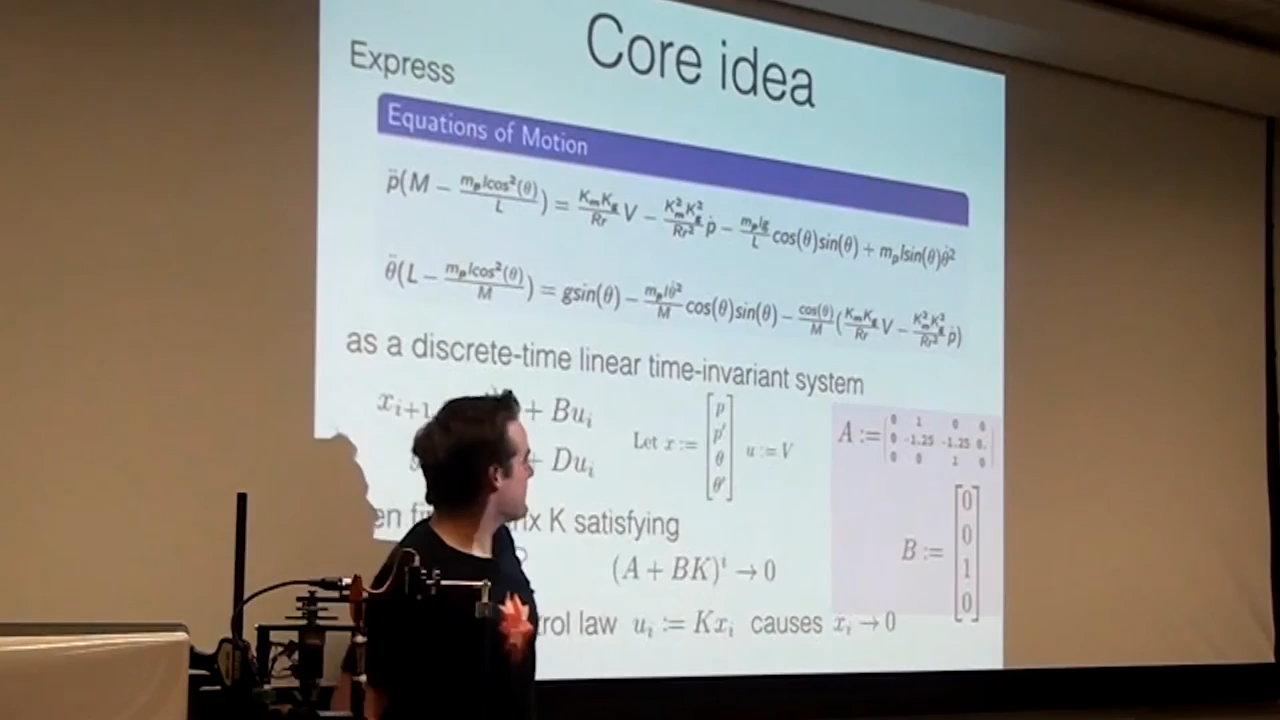 Core idea
Express
Equations of Motion
p̈(M − m_p l cos²(θ)/L) = K_m K_g/Rr V − K_m² K_g²/Rr² ṗ − m_p l g/L cos(θ)sin(θ) + m_p l sin(θ)θ̇²
θ̈(L − m_p l cos²(θ)/M) = gsin(θ) − m_p l θ̇²/M cos(θ)sin(θ) − cos(θ)/M (K_m K_g/Rr V − K_m² K_g²/Rr² ṗ)
as a discrete-time linear time-invariant system
x_{i+1} + Bu_i
+ Du_i
Let x := [p p′ θ θ′] u := V
A :=
0 1 0 0
0 -1.25 -1.25 0.
0 0 1 0
B := [0 0 1 0]
K satisfying
(A + BK)^i → 0
law u_i := Kx_i causes x_i → 0